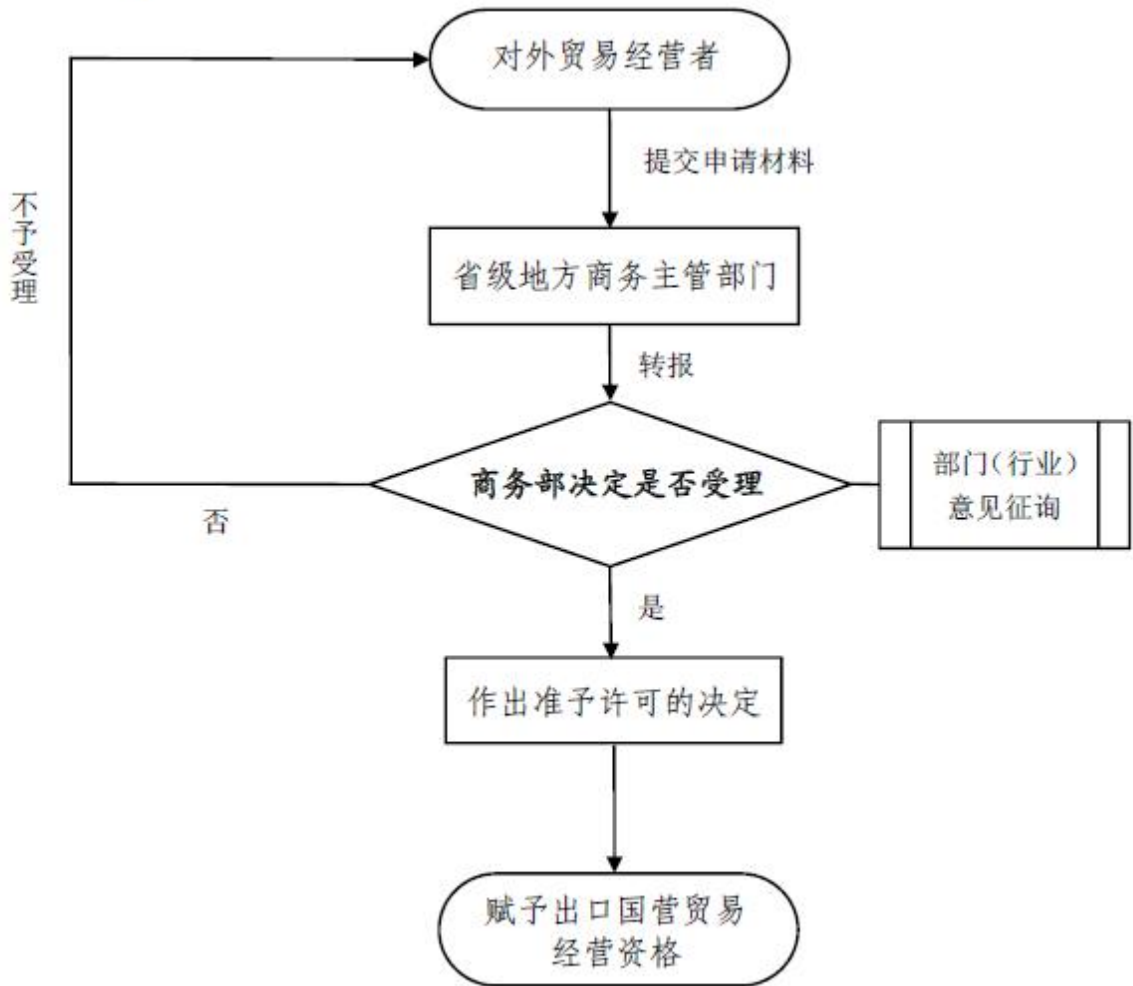 对外贸易经营者
提交申请材料
不予受理
省级地方商务主管部门
转报
商务部决定是否受理
部门(行业)
意见征询
否
是
作出准予许可的决定
赋予出口国营贸易
经营资格